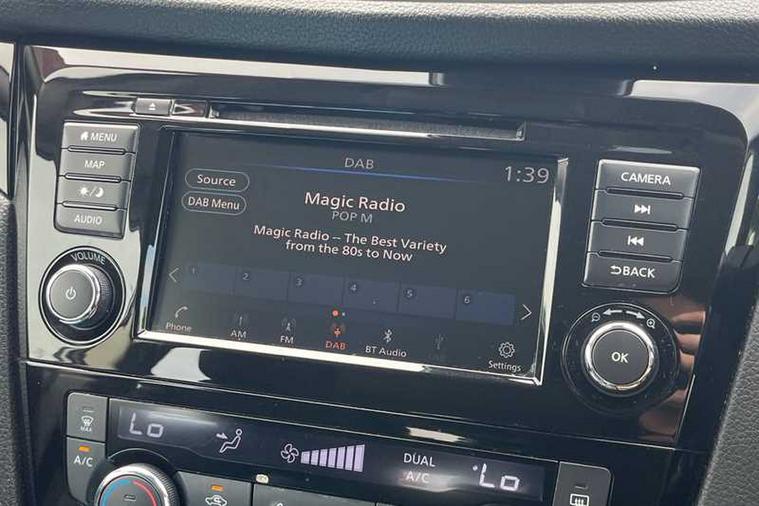 MENU
MAP
AUDIO
VOLUME
DAB
1:39
Source
DAB Menu
Magic Radio
POP M
Magic Radio -- The Best Variety
from the 80s to Now
1 2 3 4 5 6
Phone
AM
FM
DAB
BT Audio
Settings
CAMERA
BACK
OK
MAX
A/C
Lo
DUAL
A/C
Lo